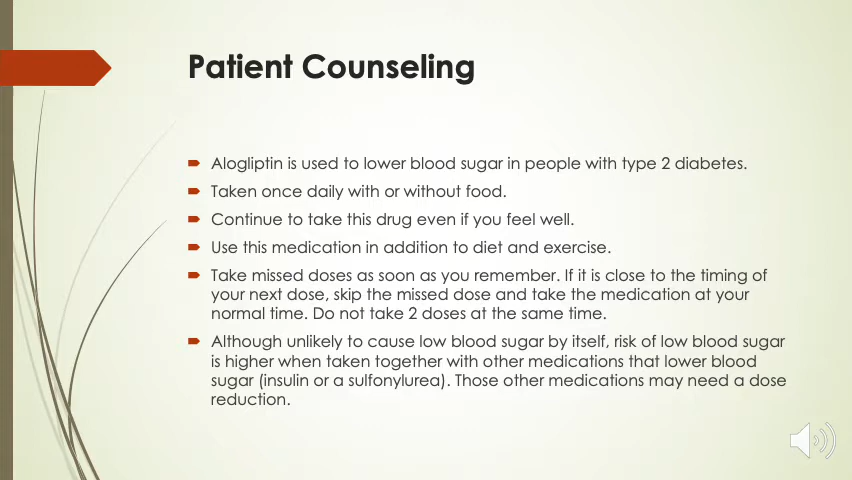 Patient Counseling
Alogliptin is used to lower blood sugar in people with type 2 diabetes.
Taken once daily with or without food.
Continue to take this drug even if you feel well.
Use this medication in addition to diet and exercise.
Take missed doses as soon as you remember. If it is close to the timing of
your next dose, skip the missed dose and take the medication at your
normal time. Do not take 2 doses at the same time.
Although unlikely to cause low blood sugar by itself, risk of low blood sugar
is higher when taken together with other medications that lower blood
sugar (insulin or a sulfonylurea). Those other medications may need a dose
reduction.